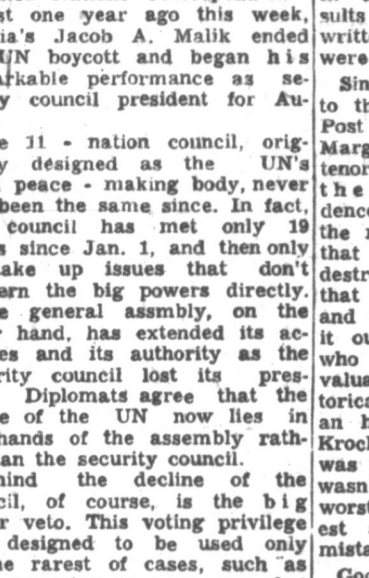 st one year ago this week,
ia's Jacob A. Malik ended
UN boycott and began his
rkable performance as se-
y council president for Au-
e 11 - nation council, orig-
y designed as the UN's
peace - making body, never
been the same since. In fact,
council has met only 19
s since Jan. 1, and then only
ake up issues that don't
ern the big powers directly.
e general assmbly, on the
hand, has extended its ac-
es and its authority as the
rity council lost its pres-
Diplomats agree that the
e of the UN now lies in
hands of the assembly rath-
an the security council.
hind the decline of the
cil, of course, is the big
r veto. This voting privilege
designed to be used only
e rarest of cases, such as
sults
writte
were
Sin
to th
Post
Marg
tenor
the
denc
the
that
destr
that
and
it ou
who
valua
torica
an h
Kroc
was
wasn
worst
est
mista
Goo